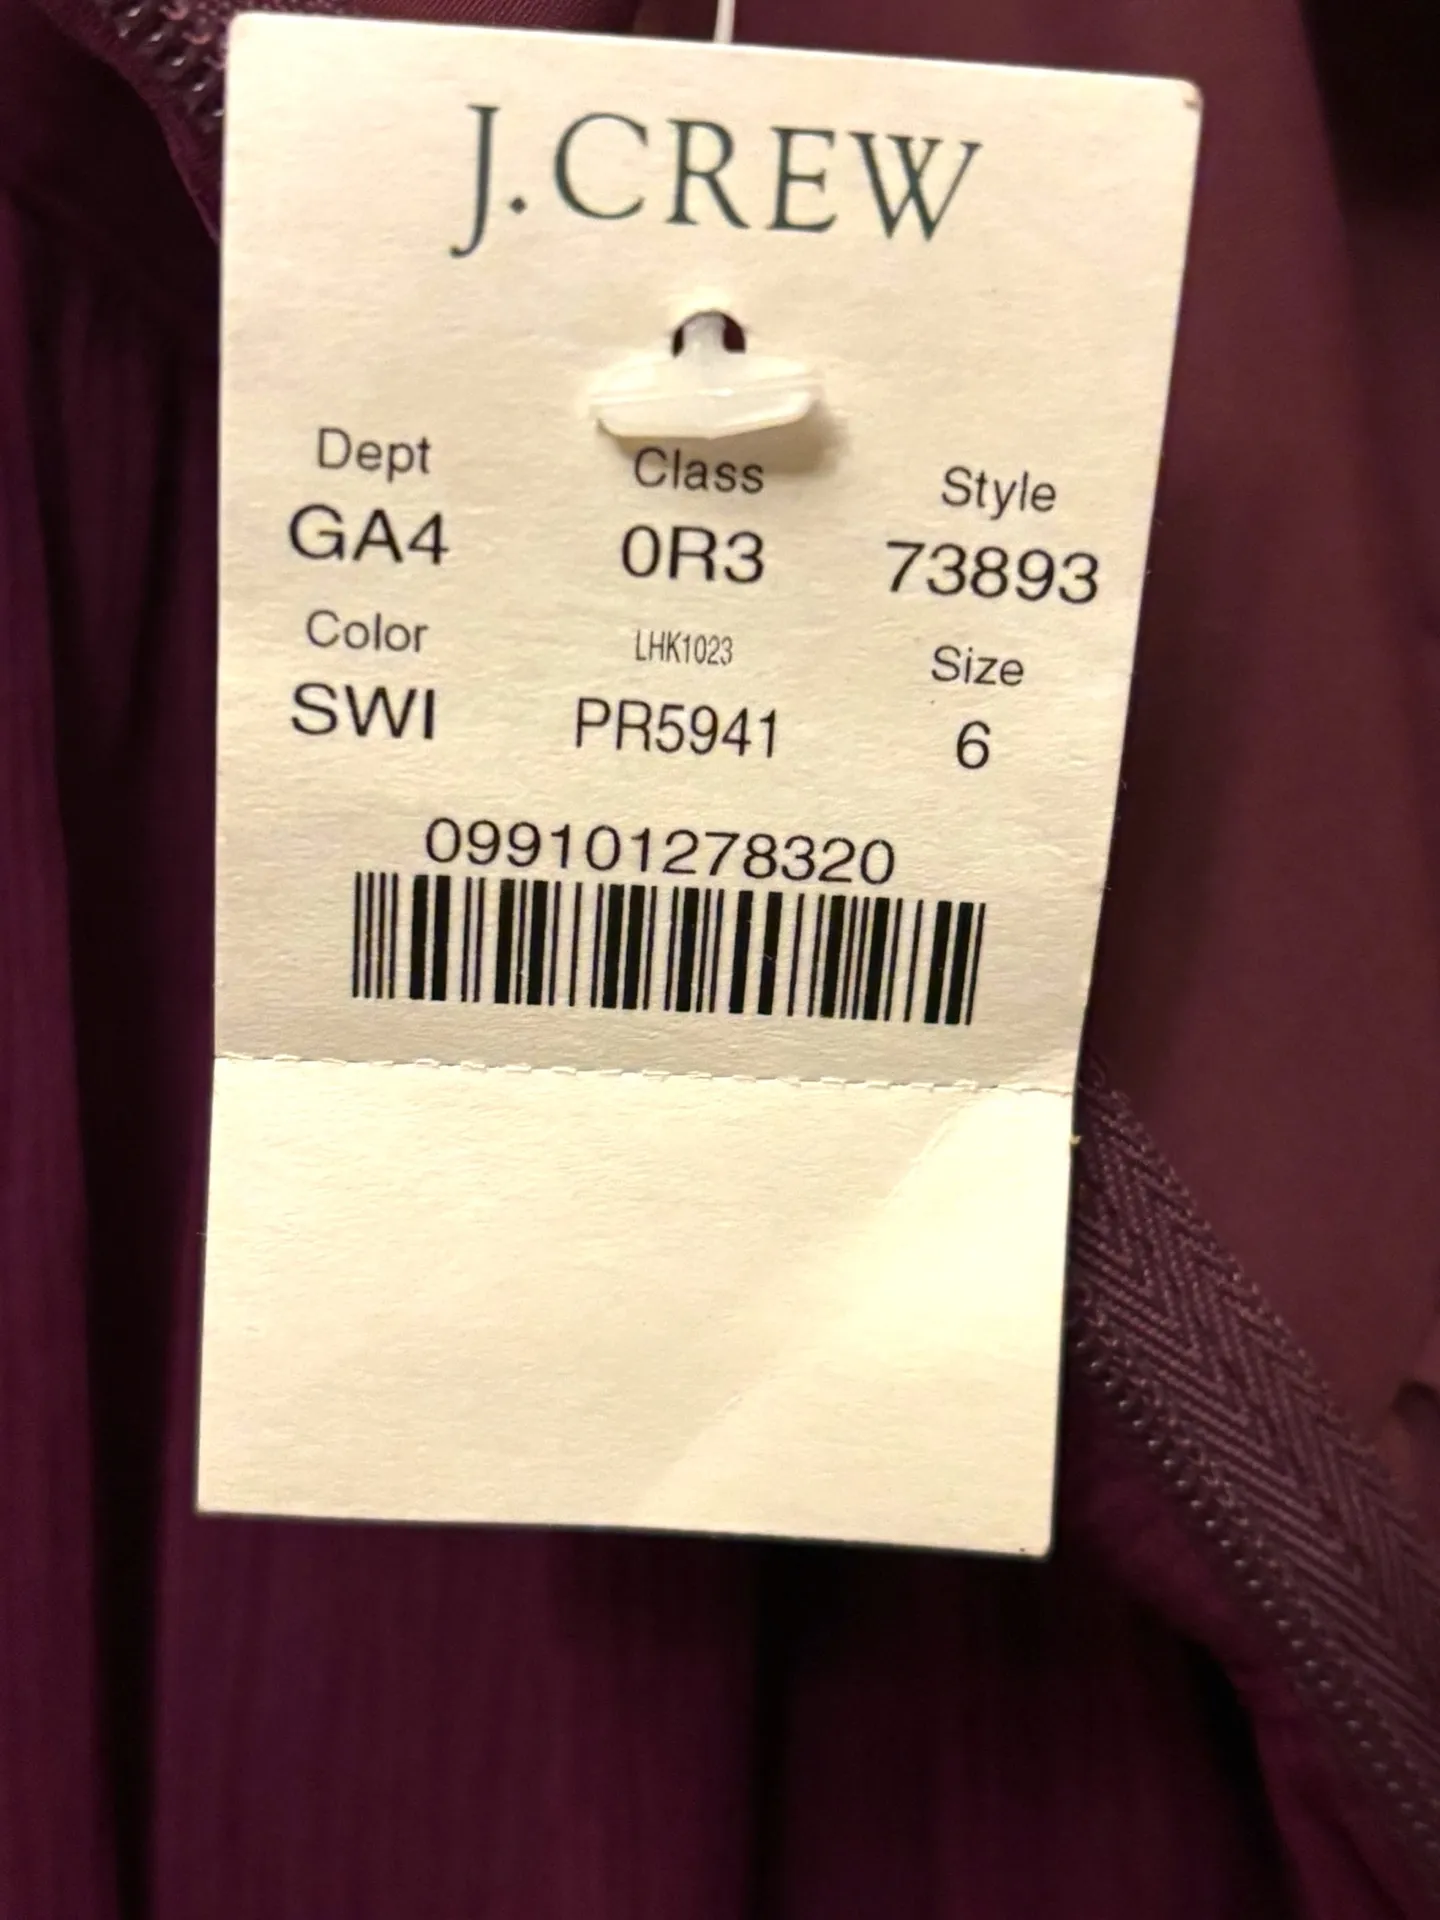 J.CREW
Dept Class Style
GA4 0R3 73893
Color LHK1023 Size
SWI PR5941 6
099101278320